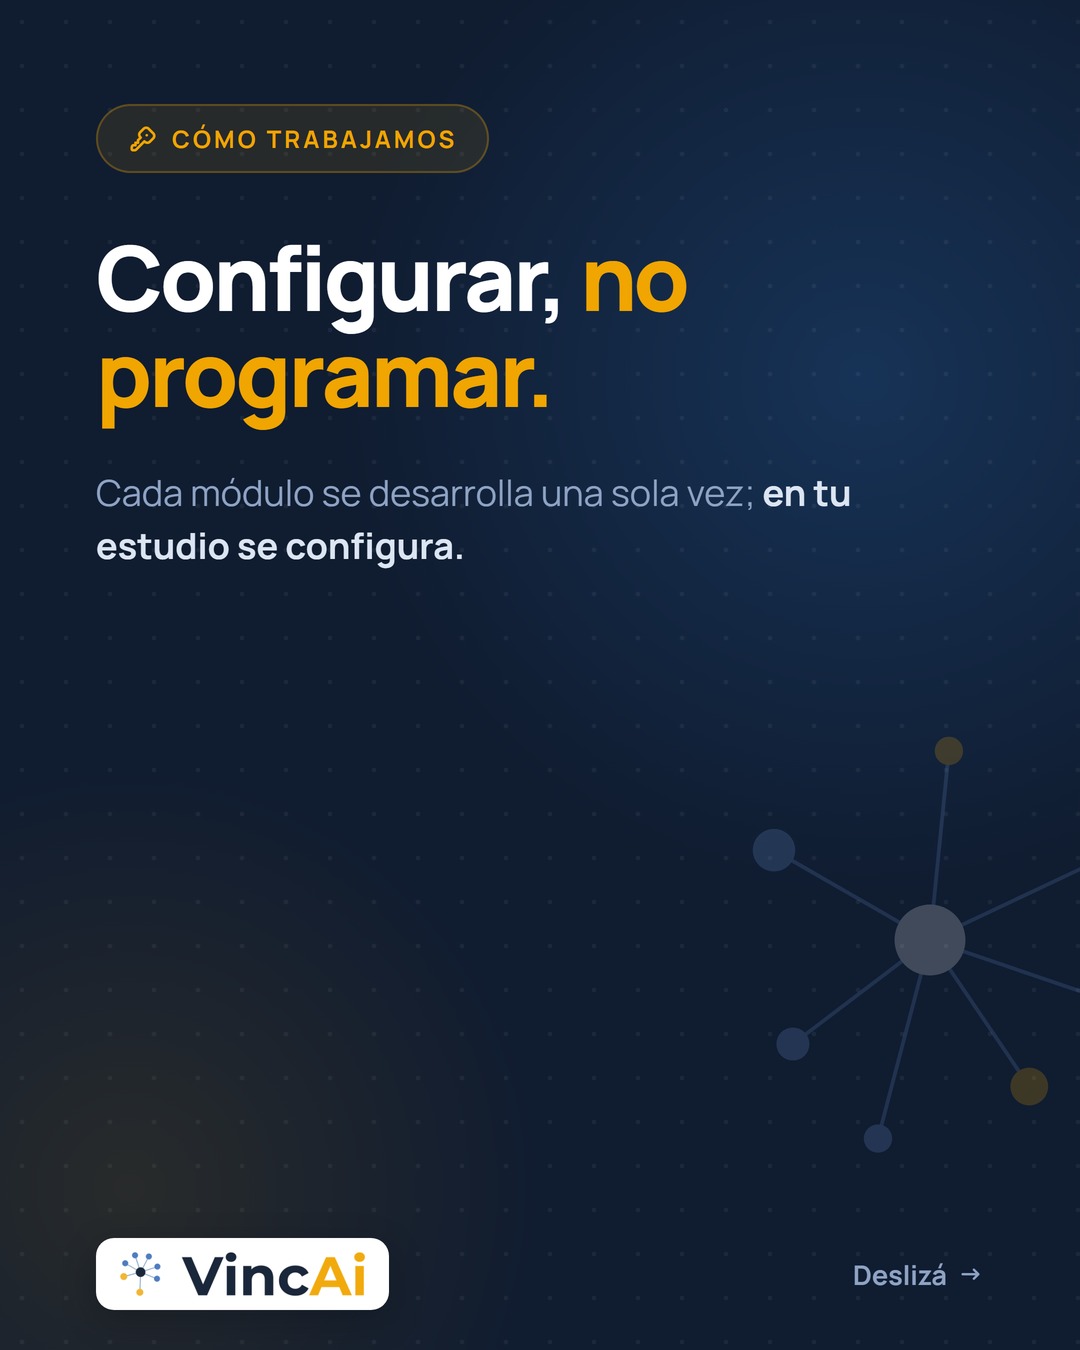 CÓMO TRABAJAMOS
Configurar, no
programar.
Cada módulo se desarrolla una sola vez; en tu
estudio se configura.
VincAi
Deslizá →